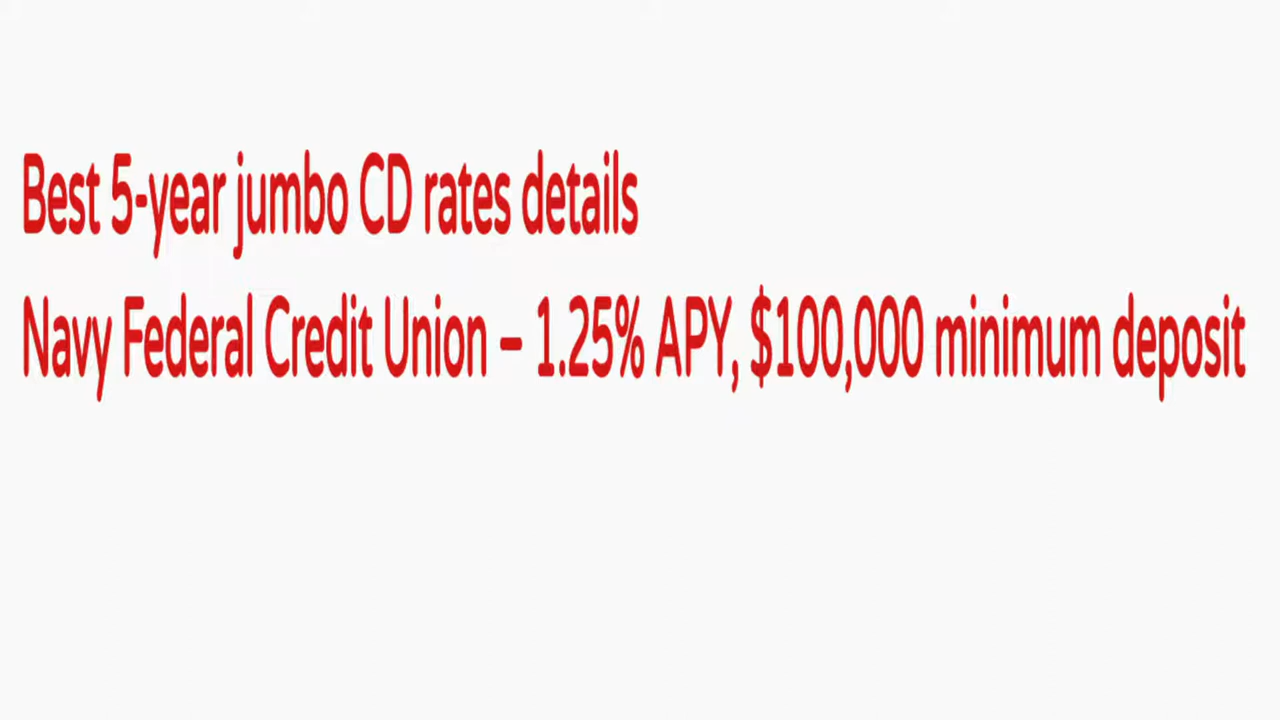 Best 5-year jumbo CD rates details
Navy Federal Credit Union – 1.25% APY, $100,000 minimum deposit